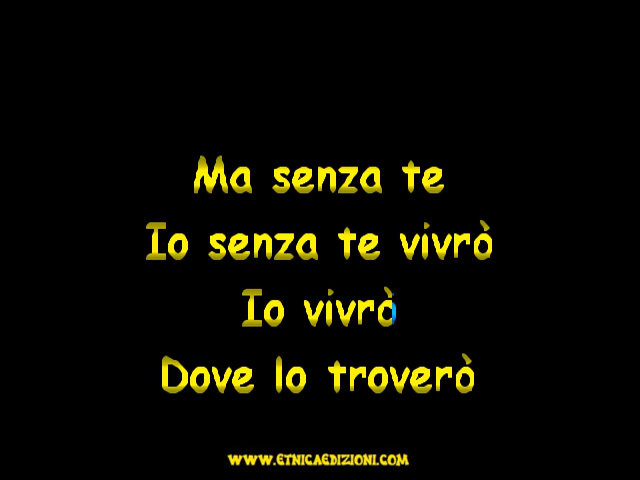 Ma senza te
Io senza te vivrò
Io vivrò
Dove lo troverò
WWW.ETNICAEDIZIONI.COM